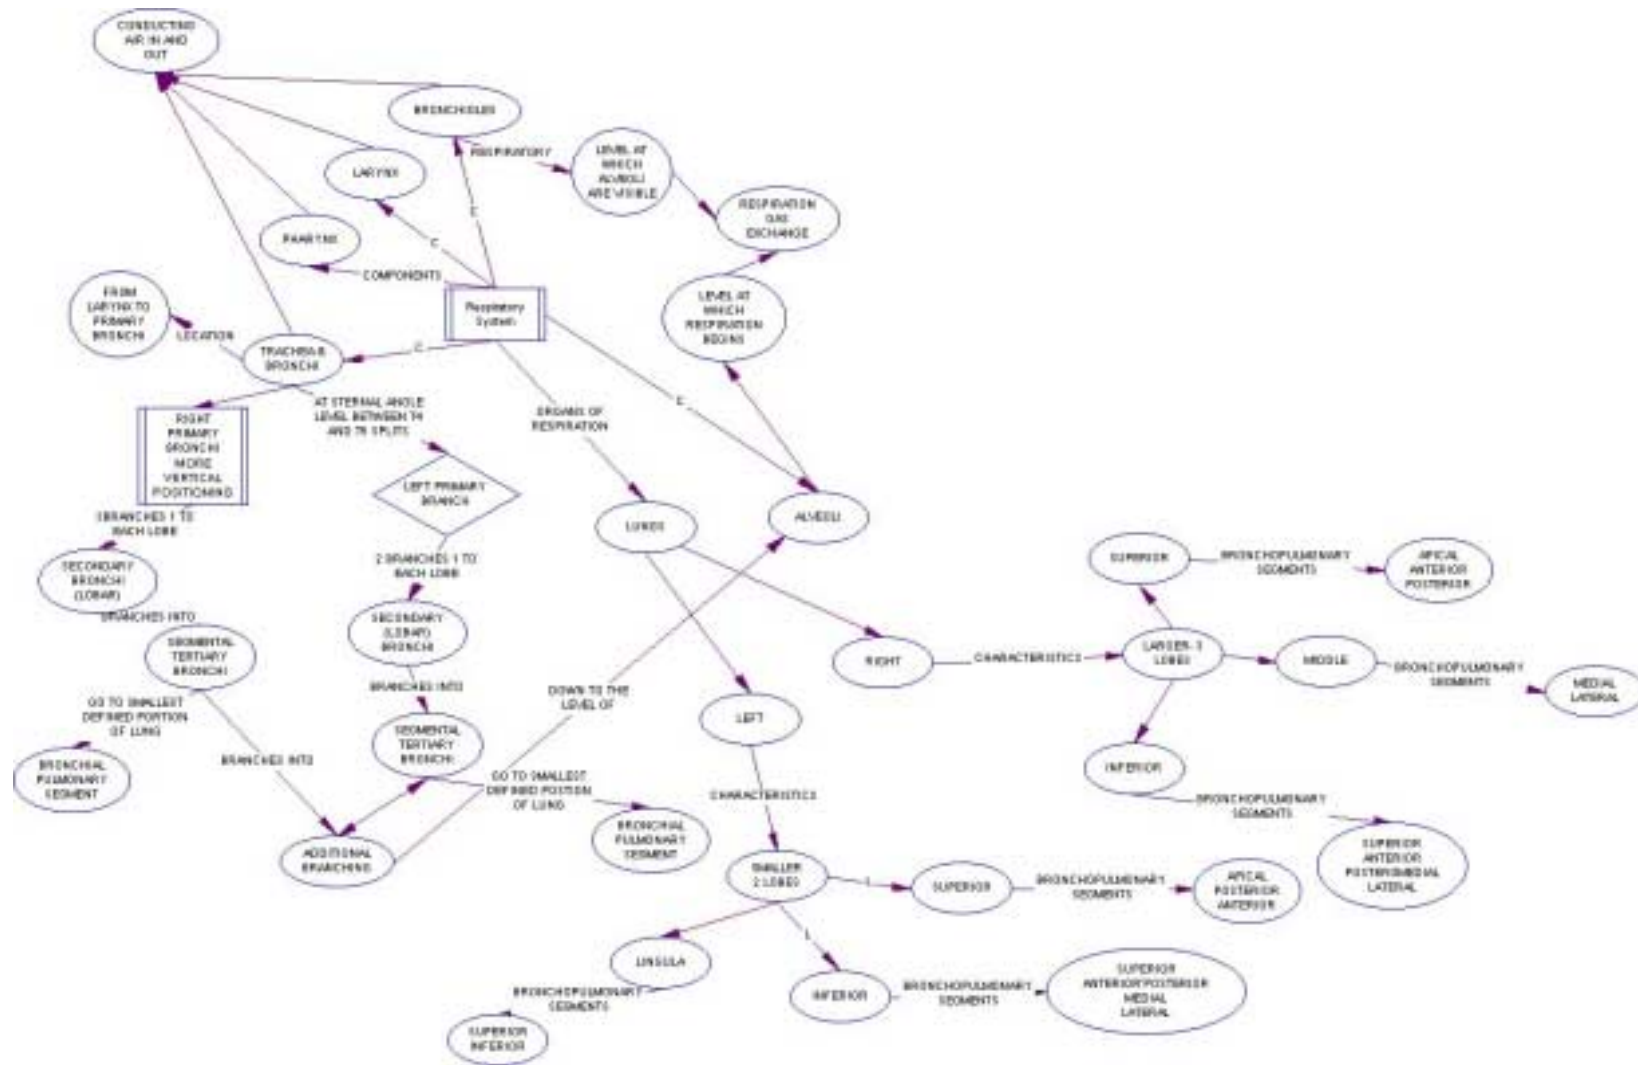 CONDUCTING
AIR IN AND
OUT
BRONCHIOLES
RESPIRATORY
LEVEL AT
WHICH
ALVEOLI
ARE VISIBLE
LARYNX
C
RESPIRATION
GAS
EXCHANGE
PHARYNX
C
COMPONENTS
FROM
LARYNX TO
PRIMARY
BRONCHI
LOCATION
Respiratory
System
LEVEL AT
WHICH
RESPIRATION
BEGINS
TRACHEA &
BRONCHI
C
C
RIGHT
PRIMARY
BRONCHI
MORE
VERTICAL
POSITIONING
AT STERNAL ANGLE
LEVEL BETWEEN T4
AND T5 SPLITS
ORGANS OF
RESPIRATION
LEFT PRIMARY
BRANCH
LUNGS
ALVEOLI
3 BRANCHES 1 TO
EACH LOBE
SECONDARY
BRONCHI
(LOBAR)
BRANCHES INTO
2 BRANCHES 1 TO
EACH LOBE
SECONDARY
(LOBAR)
BRONCHI
SUPERIOR
BRONCHOPULMONARY
SEGMENTS
APICAL
ANTERIOR
POSTERIOR
SEGMENTAL
TERTIARY
BRONCHI
BRANCHES INTO
RIGHT
CHARACTERISTICS
LARGER- 3
LOBES
MIDDLE
BRONCHOPULMONARY
SEGMENTS
MEDIAL
LATERAL
GO TO SMALLEST
DEFINED PORTION
OF LUNG
BRONCHIAL
PULMONARY
SEGMENT
BRANCHES INTO
SEGMENTAL
TERTIARY
BRONCHI
DOWN TO THE
LEVEL OF
LEFT
INFERIOR
BRONCHOPULMONARY
SEGMENTS
SUPERIOR
ANTERIOR
POSTERIOMEDIAL
LATERAL
GO TO SMALLEST
DEFINED POSTION
OF LUNG
BRONCHIAL
PULMONARY
SEGMENT
CHARACTERISTICS
ADDITIONAL
BRANCHING
SMALLER
2 LOBES
SUPERIOR
BRONCHOPULMONARY
SEGMENTS
APICAL
POSTERIOR
ANTERIOR
LINGULA
BRONCHOPULMONARY
SEGMENTS
SUPERIOR
INFERIOR
INFERIOR
BRONCHOPULMONARY
SEGMENTS
SUPERIOR
ANTERIOR POSTERIOR
MEDIAL
LATERAL